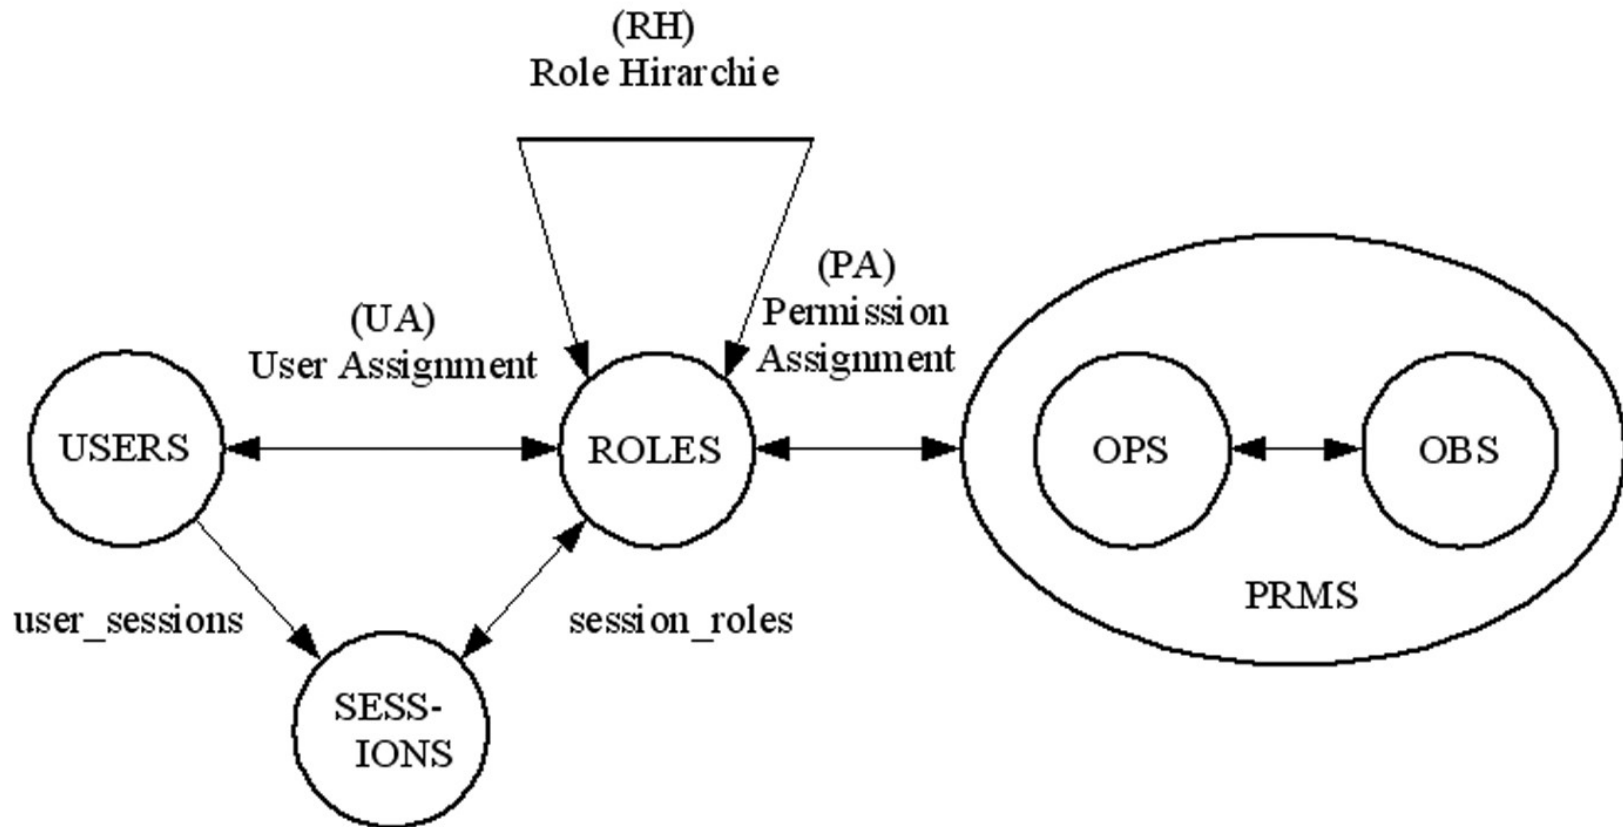 (RH)
Role Hirarchie
(PA)
Permission
Assignment
(UA)
User Assignment
USERS
ROLES
OPS
OBS
PRMS
user_sessions
session_roles
SESS-
IONS